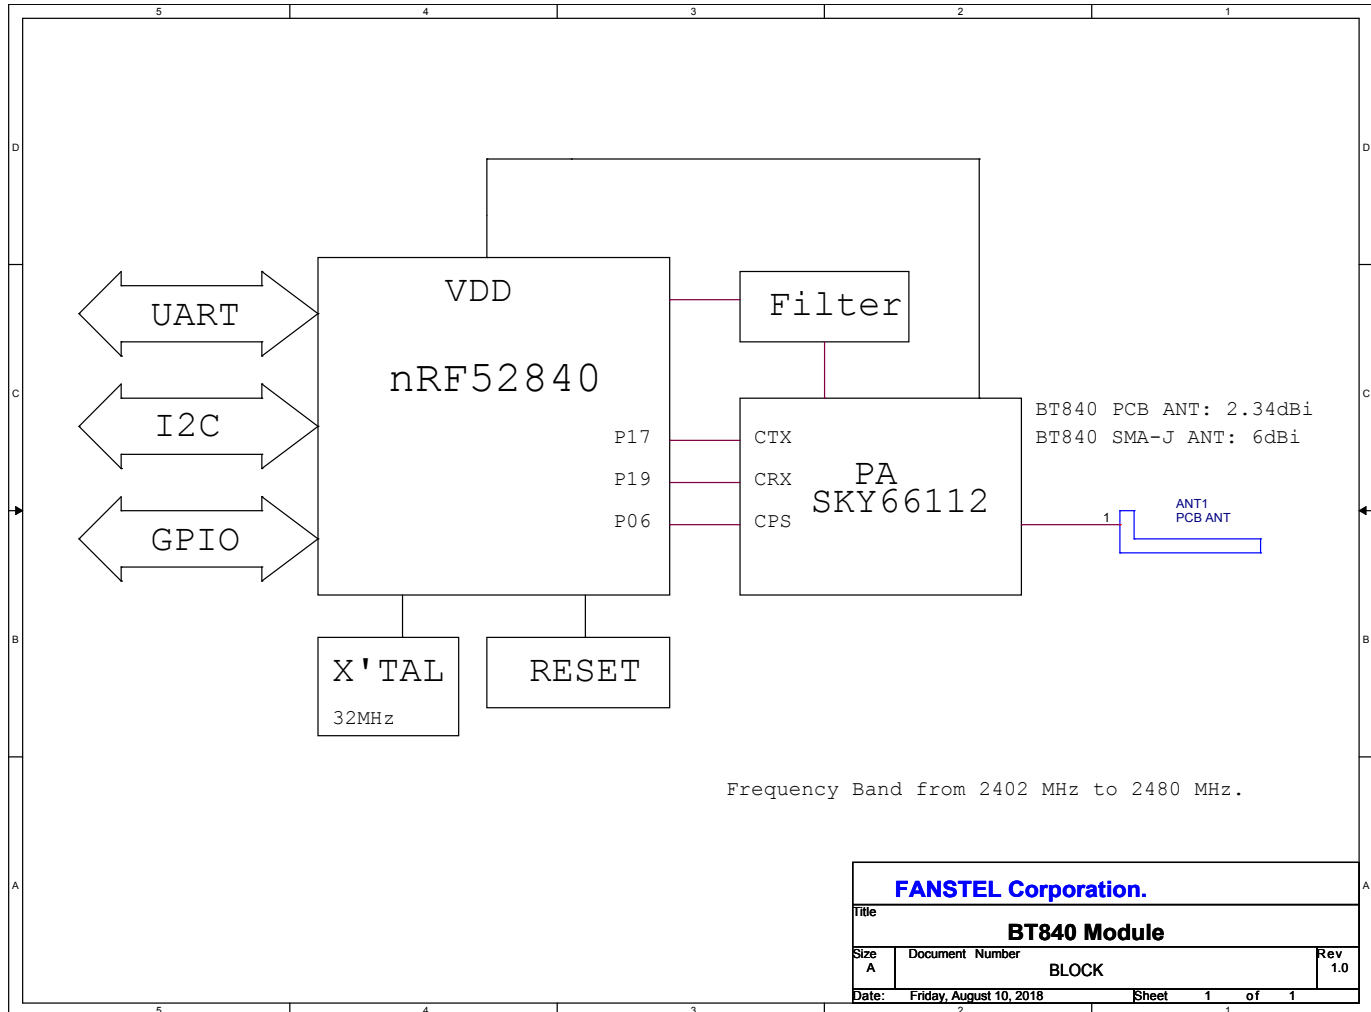 5 4 3 2 1
D D
VDD
UART
Filter
nRF52840
C C
BT840 PCB ANT: 2.34dBi
I2C
BT840 SMA-J ANT: 6dBi
P17 CTX
PA
P19 CRX
SKY66112
ANT1
P06 CPS
1 PCB ANT
GPIO
B B
X'TAL
RESET
32MHz
Frequency Band from 2402 MHz to 2480 MHz.
A A
FANSTEL Corporation.
Title
BT840 Module
Size Document Number Rev
A BLOCK 1.0
Date: Friday, August 10, 2018 Sheet 1 of 1
5 4 3 2 1